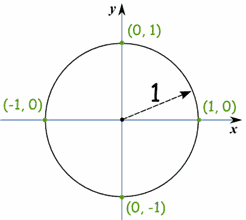 y
(0, 1)
1
(-1, 0)
(1, 0)
x
(0, -1)